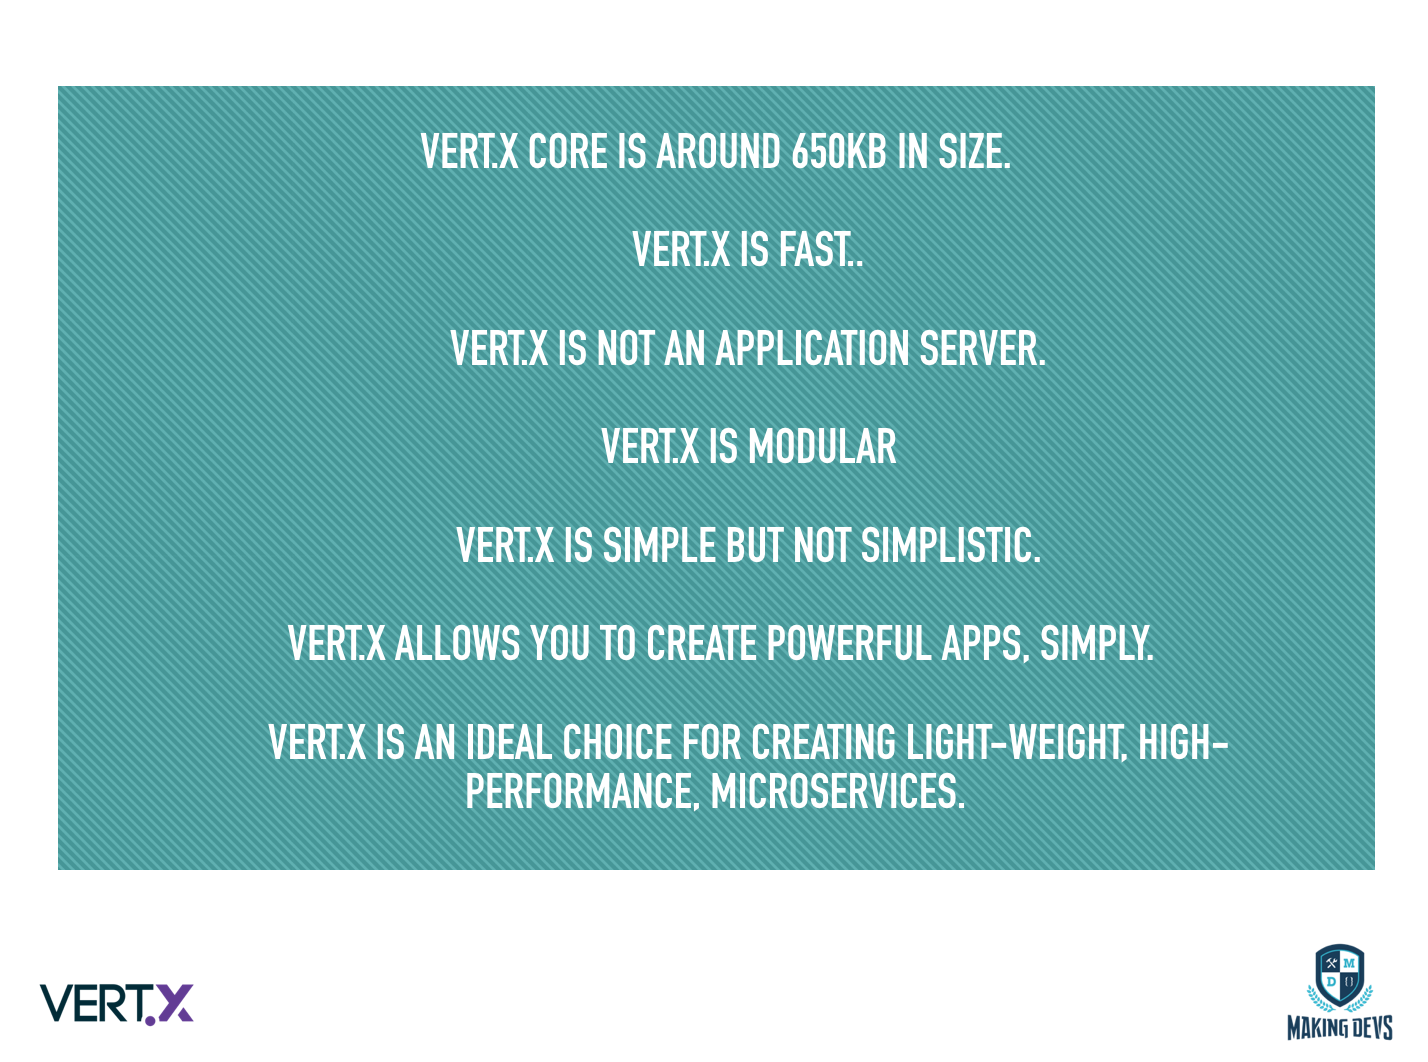 VERT.X CORE IS AROUND 650KB IN SIZE.
VERT.X IS FAST..
VERT.X IS NOT AN APPLICATION SERVER.
VERT.X IS MODULAR
VERT.X IS SIMPLE BUT NOT SIMPLISTIC.
VERT.X ALLOWS YOU TO CREATE POWERFUL APPS, SIMPLY.
VERT.X IS AN IDEAL CHOICE FOR CREATING LIGHT-WEIGHT, HIGH-
PERFORMANCE, MICROSERVICES.
VERT.X
M
D {}
MAKING DEVS